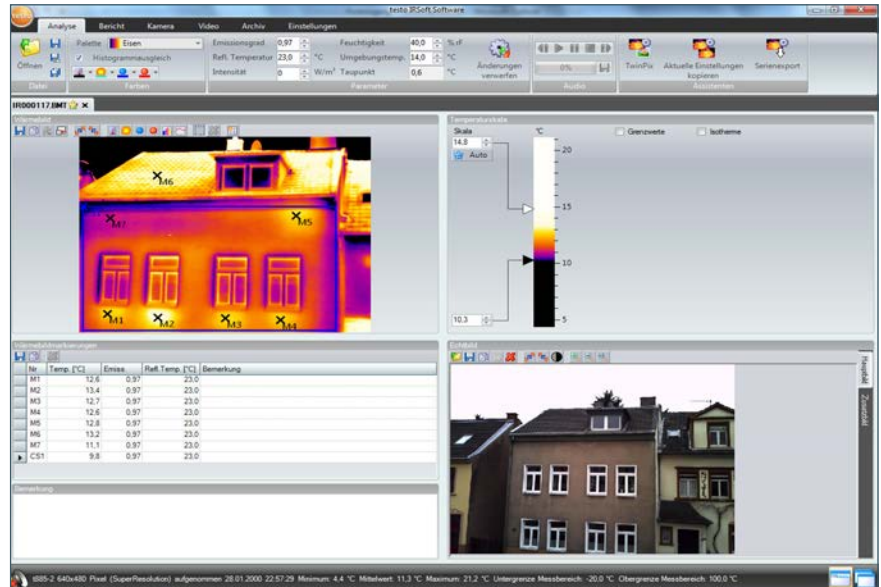 testo IRSoft Software
Analyse Bericht Kamera Video Archiv Einstellungen
Öffnen
Palette Eisen
Histogrammausgleich
Emissionsgrad 0,97
Refl. Temperatur 23,0 °C
Intensität 0 W/m²
Feuchtigkeit 40,0 % rF
Umgebungstemp. 14,0 °C
Taupunkt 0,6 °C
Änderungen verwerfen
0%
TwinPix
Aktuelle Einstellungen kopieren
Serienexport
Datei Farben Parameter Audio Assistenten
IR000117.BMT
Wärmebild
M6
M7
M5
M1
M2
M3
M4
Temperaturskala
Skala
14,8
Auto
°C
Grenzwerte
Isotherme
20
15
10
5
10,3
Wärmebildmarkierungen
Nr Temp. [°C] Emiss. Refl.Temp. [°C] Bemerkung
M1 12,6 0,97 23,0
M2 13,4 0,97 23,0
M3 12,7 0,97 23,0
M4 12,6 0,97 23,0
M5 12,8 0,97 23,0
M6 13,2 0,97 23,0
M7 11,1 0,97 23,0
CS1 9,8 0,97 23,0
Bemerkung
Echtbild
Hauptbild
Zusatzbild
t885-2 640x480 Pixel (SuperResolution) aufgenommen 28.01.2000 22:57:29 Minimum: 4,4 °C Mittelwert: 11,3 °C Maximum: 21,2 °C Untergrenze Messbereich: -20,0 °C Obergrenze Messbereich: 100,0 °C